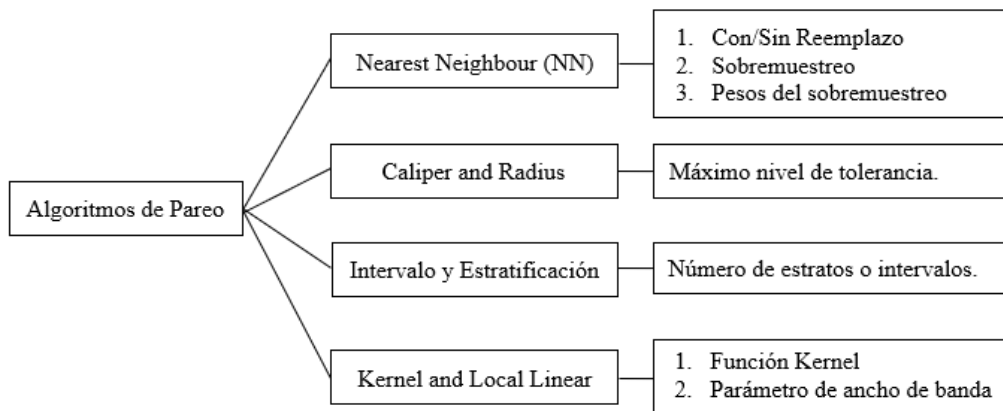 Algoritmos de Pareo
Nearest Neighbour (NN)
1. Con/Sin Reemplazo
2. Sobremuestreo
3. Pesos del sobremuestreo
Caliper and Radius
Máximo nivel de tolerancia.
Intervalo y Estratificación
Número de estratos o intervalos.
Kernel and Local Linear
1. Función Kernel
2. Parámetro de ancho de banda